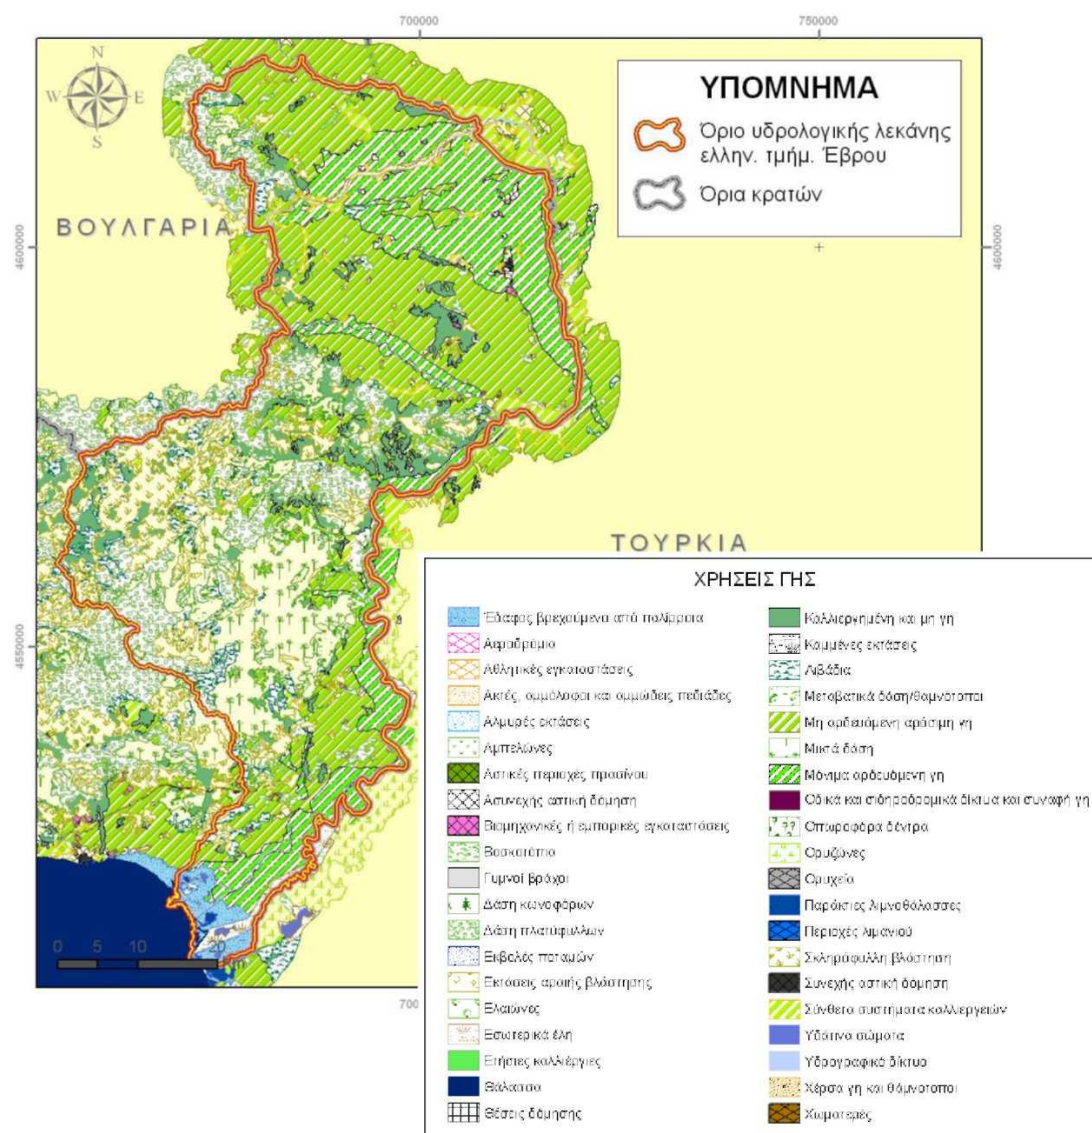 700000
750000
N
W
E
S
ΥΠΟΜΝΗΜΑ
Όριο υδρολογικής λεκάνης
ελλην. τμήμ. Έβρου
Όρια κρατών
ΒΟΥΛΓΑΡΙΑ
4600000
4600000
ΤΟΥΡΚΙΑ
4550000
0 5 10 20
700
ΧΡΗΣΕΙΣ ΓΗΣ
Έδαφος βρεχούμενο από παλίρροια
Αεροδρόμιο
Αθλητικές εγκαταστάσεις
Ακτές, αμμόλοφοι και αμμώδεις πεδιάδες
Αλμυρές εκτάσεις
Αμπελώνες
Αστικές περιοχές πρασίνου
Ασυνεχής αστική δόμηση
Βιομηχανικές ή εμπορικές εγκαταστάσεις
Βοσκοτόπια
Γυμνοί βράχοι
Δάση κωνοφόρων
Δάση πλατύφυλλων
Εκβολές ποταμών
Εκτάσεις αραιής βλάστησης
Ελαιώνες
Εσωτερικά έλη
Ετήσιες καλλιέργιες
Θάλασσα
Θέσεις δόμησης
Καλλιεργημένη και μη γη
Καμμένες εκτάσεις
Λιβάδια
Μεταβατικά δάση/θαμνότοποι
Μη αρδευόμενη αρόσιμη γη
Μικτά δάση
Μόνιμα αρδευόμενη γη
Οδικά και σιδηροδρομικά δίκτυα και συναφή γη
Οπωροφόρα δέντρα
Ορυζώνες
Ορυχεία
Παράκτιες λιμνοθάλασσες
Περιοχές λιμανιού
Σκληρόφυλλη βλάστηση
Συνεχής αστική δόμηση
Σύνθετα συστήματα καλλιεργειών
Υδάτινα σώματα
Υδρογραφικό δίκτυο
Χέρσα γη και θάμνοτοποι
Χωματερές